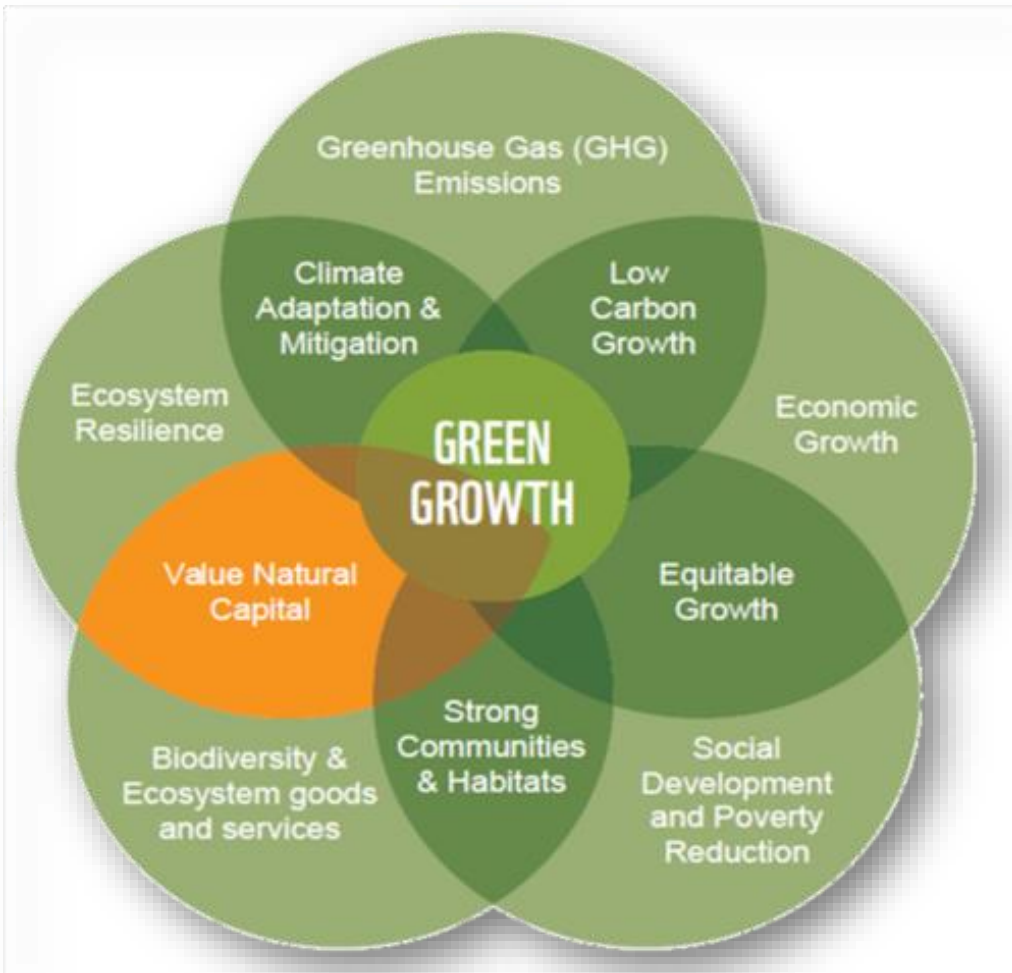 Greenhouse Gas (GHG)
Emissions
Climate
Adaptation &
Mitigation
Low
Carbon
Growth
Ecosystem
Resilience
Economic
Growth
GREEN
GROWTH
Value Natural
Capital
Equitable
Growth
Strong
Communities
& Habitats
Biodiversity &
Ecosystem goods
and services
Social
Development
and Poverty
Reduction